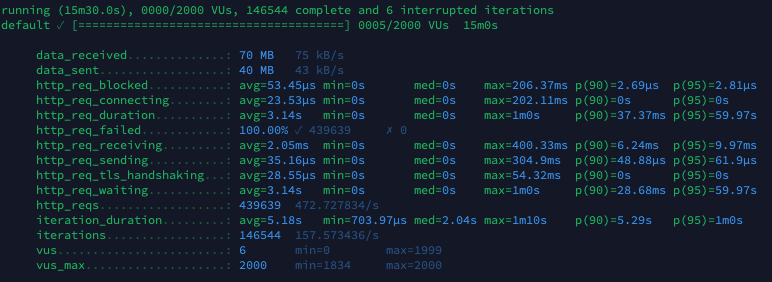 running (15m30.0s), 0000/2000 VUs, 146544 complete and 6 interrupted iterations
default ✓ [======================================] 0005/2000 VUs  15m0s
data_received..............: 70 MB   75 kB/s
data_sent..................: 40 MB   43 kB/s
http_req_blocked...........: avg=53.45µs min=0s       med=0s    max=206.37ms p(90)=2.69µs  p(95)=2.81µs
http_req_connecting........: avg=23.53µs min=0s       med=0s    max=202.11ms p(90)=0s      p(95)=0s
http_req_duration..........: avg=3.14s   min=0s       med=0s    max=1m0s     p(90)=37.37ms p(95)=59.97s
http_req_failed............: 100.00% ✓ 439639     ✗ 0
http_req_receiving.........: avg=2.05ms  min=0s       med=0s    max=400.33ms p(90)=6.24ms  p(95)=9.97ms
http_req_sending...........: avg=35.16µs min=0s       med=0s    max=304.9ms  p(90)=48.88µs p(95)=61.9µs
http_req_tls_handshaking...: avg=28.55µs min=0s       med=0s    max=54.32ms  p(90)=0s      p(95)=0s
http_req_waiting...........: avg=3.14s   min=0s       med=0s    max=1m0s     p(90)=28.68ms p(95)=59.97s
http_reqs..................: 439639  472.727834/s
iteration_duration.........: avg=5.18s   min=703.97µs med=2.04s max=1m10s    p(90)=5.29s   p(95)=1m0s
iterations.................: 146544  157.573436/s
vus........................: 6       min=0        max=1999
vus_max....................: 2000    min=1834     max=2000